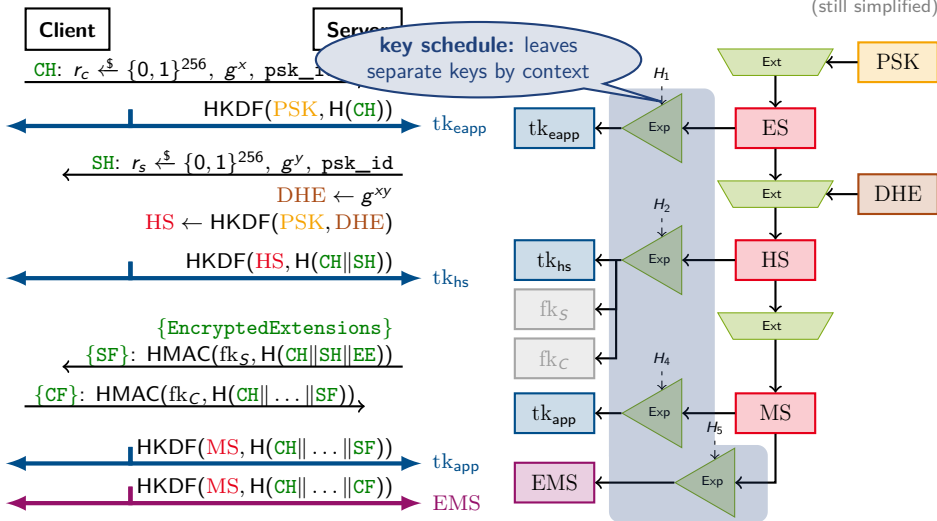 (still simplified)
Client
Server
key schedule: leaves
separate keys by context
CH: r_c ←$ {0, 1}^256, g^x, psk_i
HKDF(PSK, H(CH))
tk_eapp
SH: r_s ←$ {0, 1}^256, g^y, psk_id
DHE ← g^xy
HS ← HKDF(PSK, DHE)
HKDF(HS, H(CH‖SH))
tk_hs
{EncryptedExtensions}
{SF}: HMAC(fk_S, H(CH‖SH‖EE))
{CF}: HMAC(fk_C, H(CH‖ . . . ‖SF))
HKDF(MS, H(CH‖ . . . ‖SF))
tk_app
HKDF(MS, H(CH‖ . . . ‖CF))
EMS
Ext
PSK
H_1
tk_eapp
Exp
ES
Ext
DHE
H_2
tk_hs
Exp
HS
fk_S
Ext
fk_C
H_4
tk_app
Exp
MS
H_5
EMS
Exp